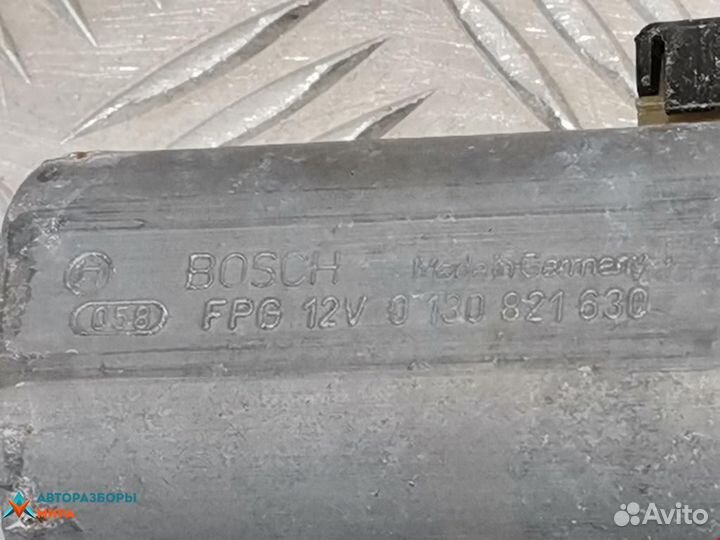 BOSCH Made in Germany
058 FPG 12V 0 130 821 630
АВТОРАЗБОРЫ
Avito